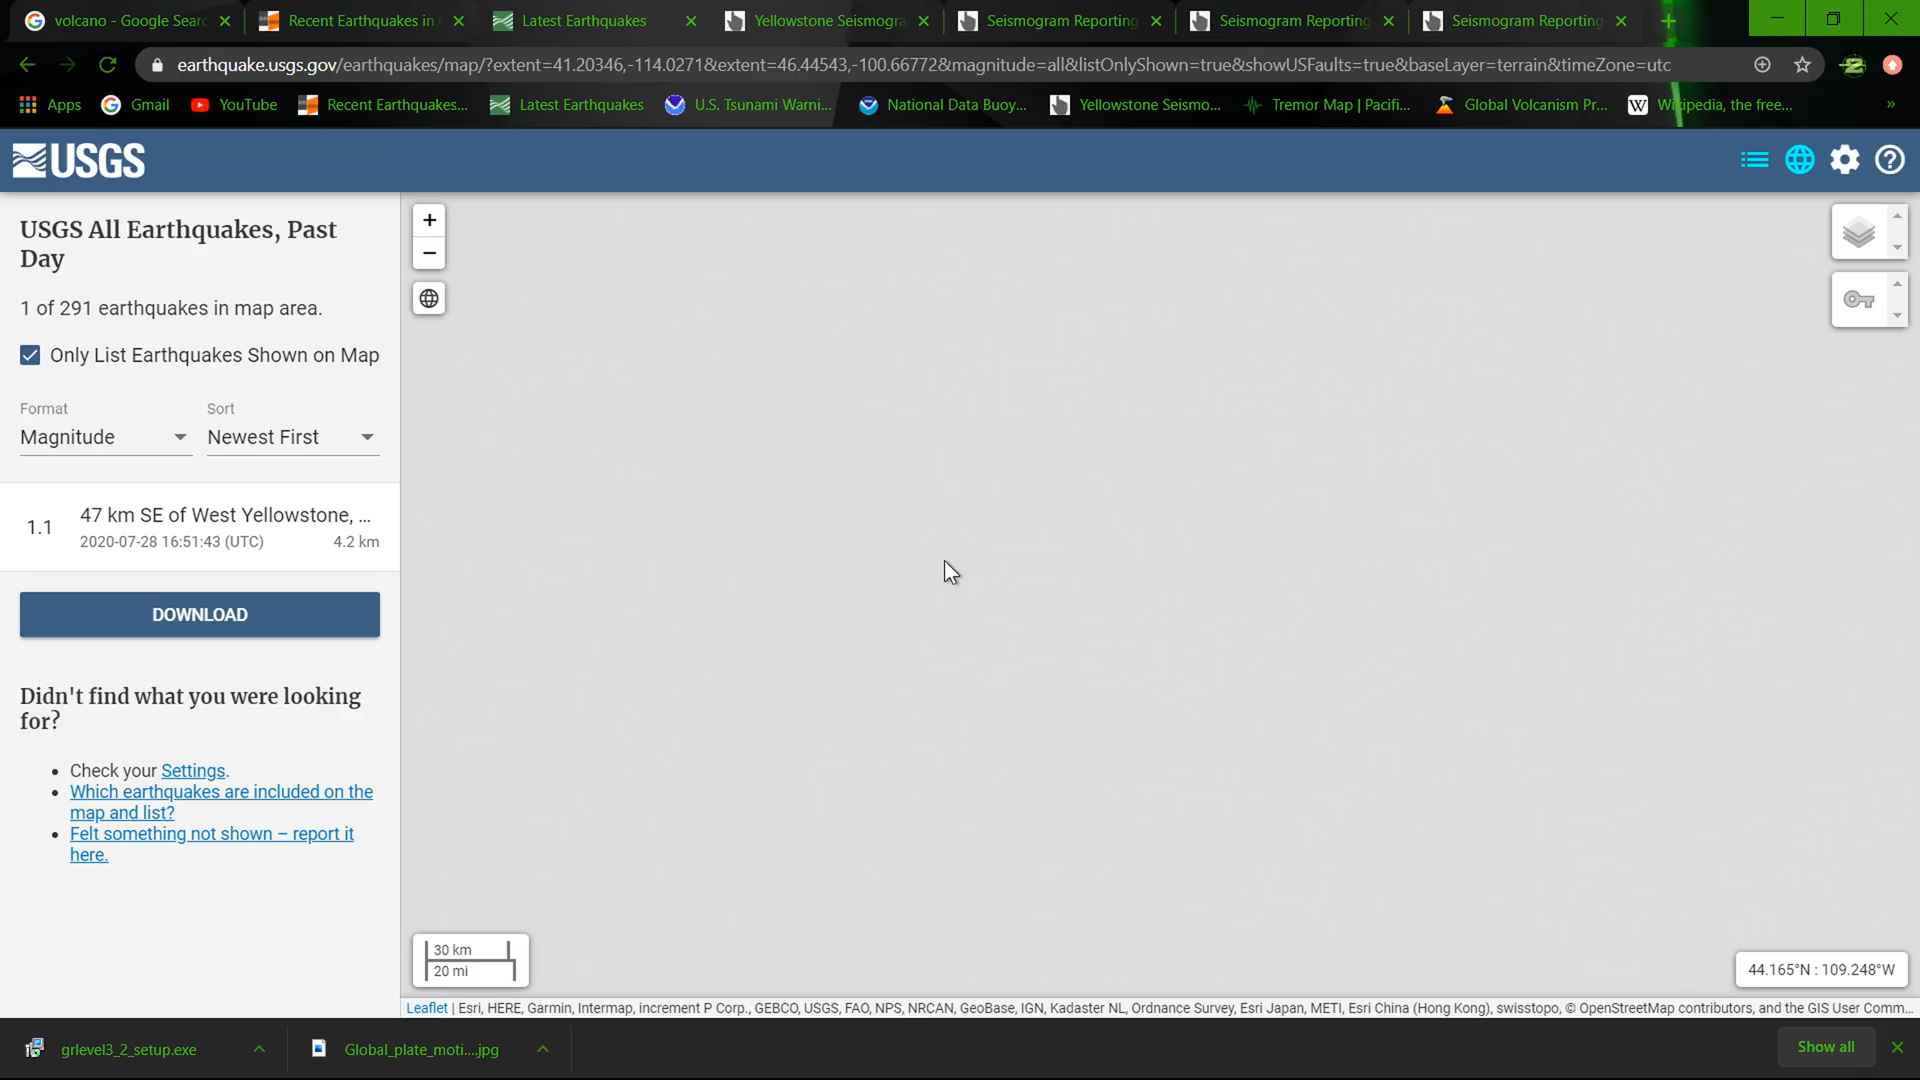 volcano - Google Searc
Recent Earthquakes in
Latest Earthquakes
Yellowstone Seismogra
Seismogram Reporting
Seismogram Reporting
Seismogram Reporting
earthquake.usgs.gov/earthquakes/map/?extent=41.20346,-114.0271&extent=46.44543,-100.66772&magnitude=all&listOnlyShown=true&showUSFaults=true&baseLayer=terrain&timeZone=utc
Apps
Gmail
YouTube
Recent Earthquakes...
Latest Earthquakes
U.S. Tsunami Warni...
National Data Buoy...
Yellowstone Seismo...
Tremor Map | Pacifi...
Global Volcanism Pr...
W
Wikipedia, the free...
»
USGS
USGS All Earthquakes, Past
Day
1 of 291 earthquakes in map area.
Only List Earthquakes Shown on Map
Format
Sort
Magnitude
Newest First
1.1
47 km SE of West Yellowstone, ...
2020-07-28 16:51:43 (UTC)
4.2 km
DOWNLOAD
Didn't find what you were looking
for?
Check your Settings.
Which earthquakes are included on the
map and list?
Felt something not shown – report it
here.
+
−
30 km
20 mi
44.165°N : 109.248°W
Leaflet | Esri, HERE, Garmin, Intermap, increment P Corp., GEBCO, USGS, FAO, NPS, NRCAN, GeoBase, IGN, Kadaster NL, Ordnance Survey, Esri Japan, METI, Esri China (Hong Kong), swisstopo, © OpenStreetMap contributors, and the GIS User Comm...
grlevel3_2_setup.exe
Global_plate_moti....jpg
Show all